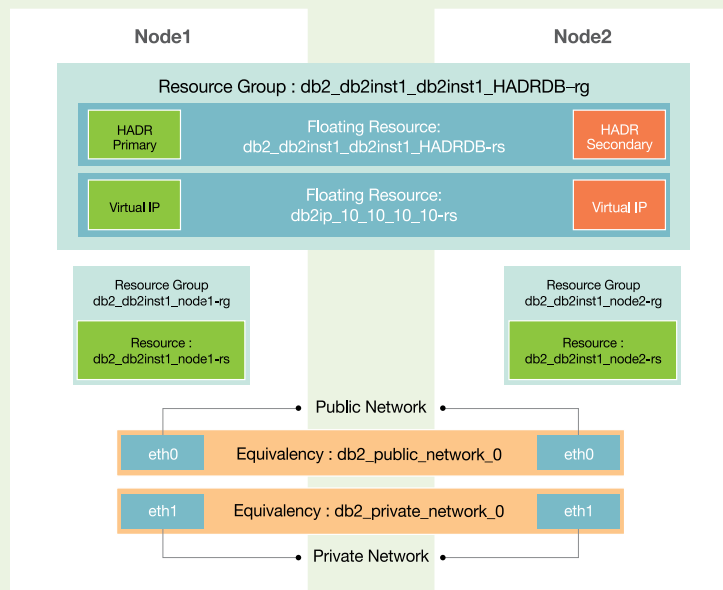 Node1
Node2
Resource Group : db2_db2inst1_db2inst1_HADRDB–rg
HADR
Primary
Floating Resource:
db2_db2inst1_db2inst1_HADRDB-rs
HADR
Secondary
Virtual IP
Floating Resource:
db2ip_10_10_10_10-rs
Virtual IP
Resource Group
db2_db2inst1_node1-rg
Resource :
db2_db2inst1_node1-rs
Resource Group
db2_db2inst1_node2-rg
Resource :
db2_db2inst1_node2-rs
Public Network
eth0
Equivalency : db2_public_network_0
eth0
eth1
Equivalency : db2_private_network_0
eth1
Private Network